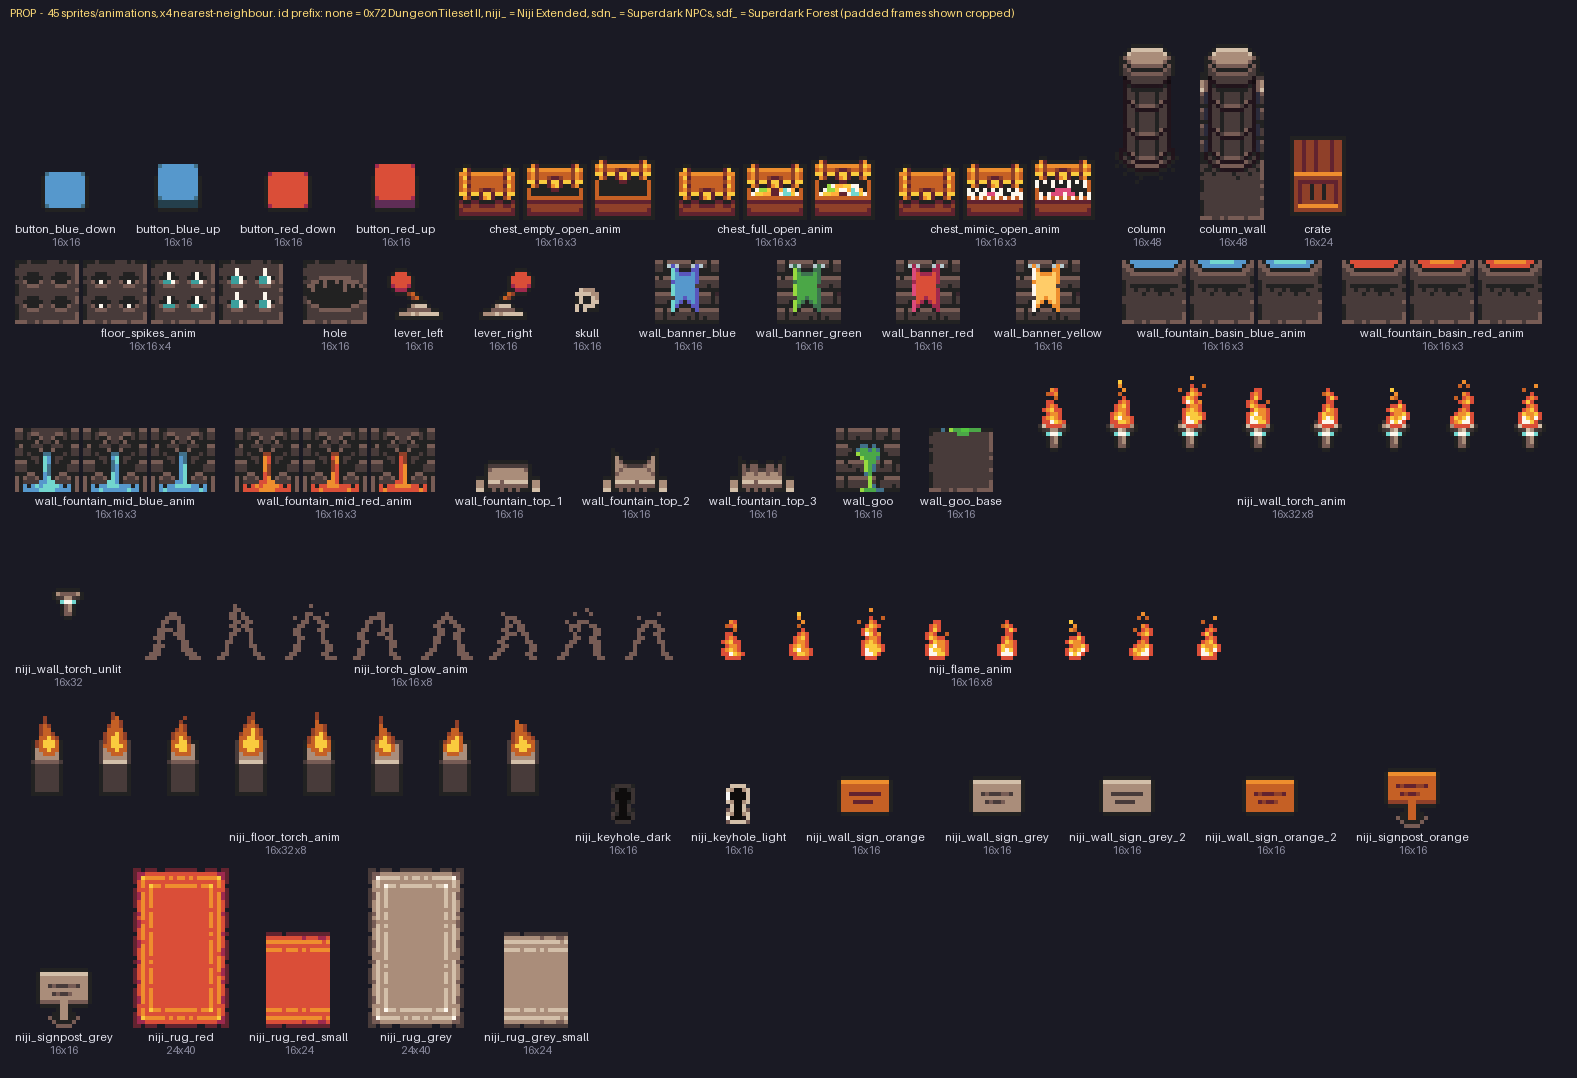 PROP - 45 sprites/animations, x4 nearest-neighbour. id prefix: none = 0x72 DungeonTileset II, niji_ = Niji Extended, sdn_ = Superdark NPCs, sdf_ = Superdark Forest (padded frames shown cropped)
button_blue_down button_blue_up button_red_down button_red_up chest_empty_open_anim chest_full_open_anim chest_mimic_open_anim column column_wall crate
16x16 16x16 16x16 16x16 16x16x3 16x16x3 16x16x3 16x48 16x48 16x24
floor_spikes_anim hole lever_left lever_right skull wall_banner_blue wall_banner_green wall_banner_red wall_banner_yellow wall_fountain_basin_blue_anim wall_fountain_basin_red_anim
16x16x4 16x16 16x16 16x16 16x16 16x16 16x16 16x16 16x16 16x16x3 16x16x3
wall_fountain_mid_blue_anim wall_fountain_mid_red_anim wall_fountain_top_1 wall_fountain_top_2 wall_fountain_top_3 wall_goo wall_goo_base niji_wall_torch_anim
16x16x3 16x16x3 16x16 16x16 16x16 16x16 16x16 16x32x8
niji_wall_torch_unlit niji_torch_glow_anim niji_flame_anim
16x32 16x16x8 16x16x8
niji_floor_torch_anim niji_keyhole_dark niji_keyhole_light niji_wall_sign_orange niji_wall_sign_grey niji_wall_sign_grey_2 niji_wall_sign_orange_2 niji_signpost_orange
16x32x8 16x16 16x16 16x16 16x16 16x16 16x16 16x16
niji_signpost_grey niji_rug_red niji_rug_red_small niji_rug_grey niji_rug_grey_small
16x16 24x40 16x24 24x40 16x24